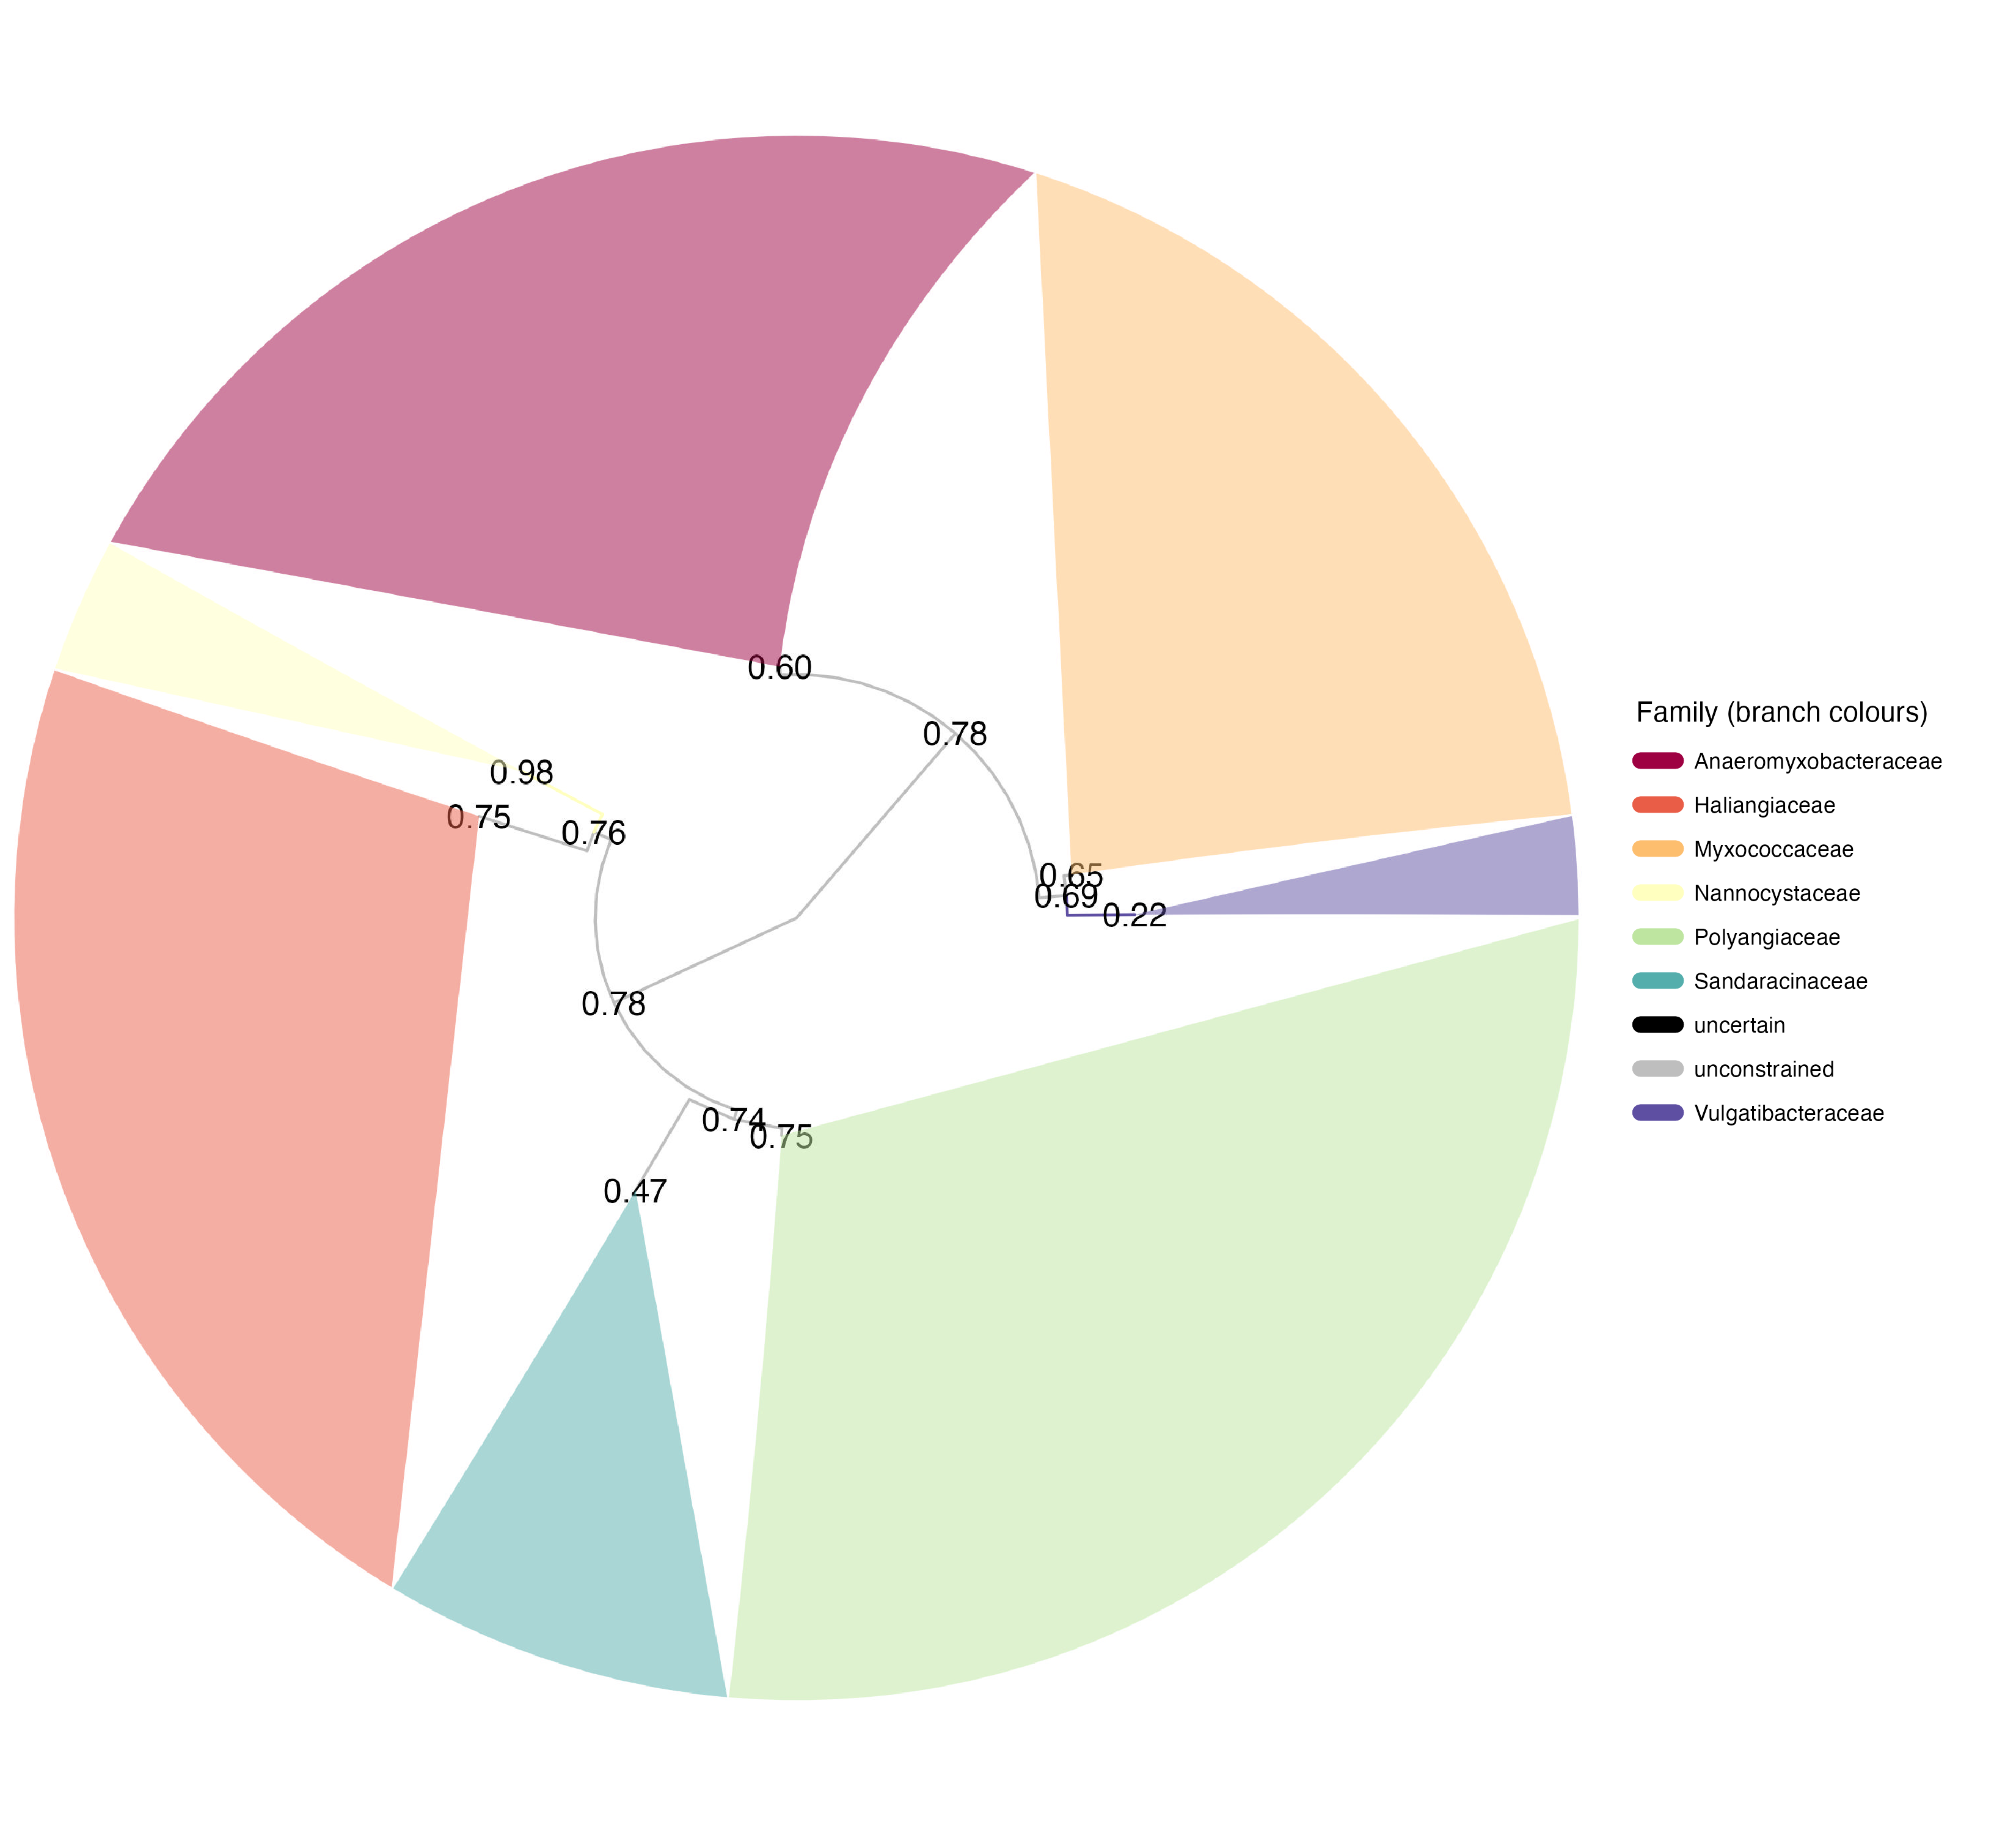 0.60
0.78
0.98
0.75
0.76
0.65
0.69
0.22
0.78
0.74
0.75
0.47
Family (branch colours)
Anaeromyxobacteraceae
Haliangiaceae
Myxococcaceae
Nannocystaceae
Polyangiaceae
Sandaracinaceae
uncertain
unconstrained
Vulgatibacteraceae